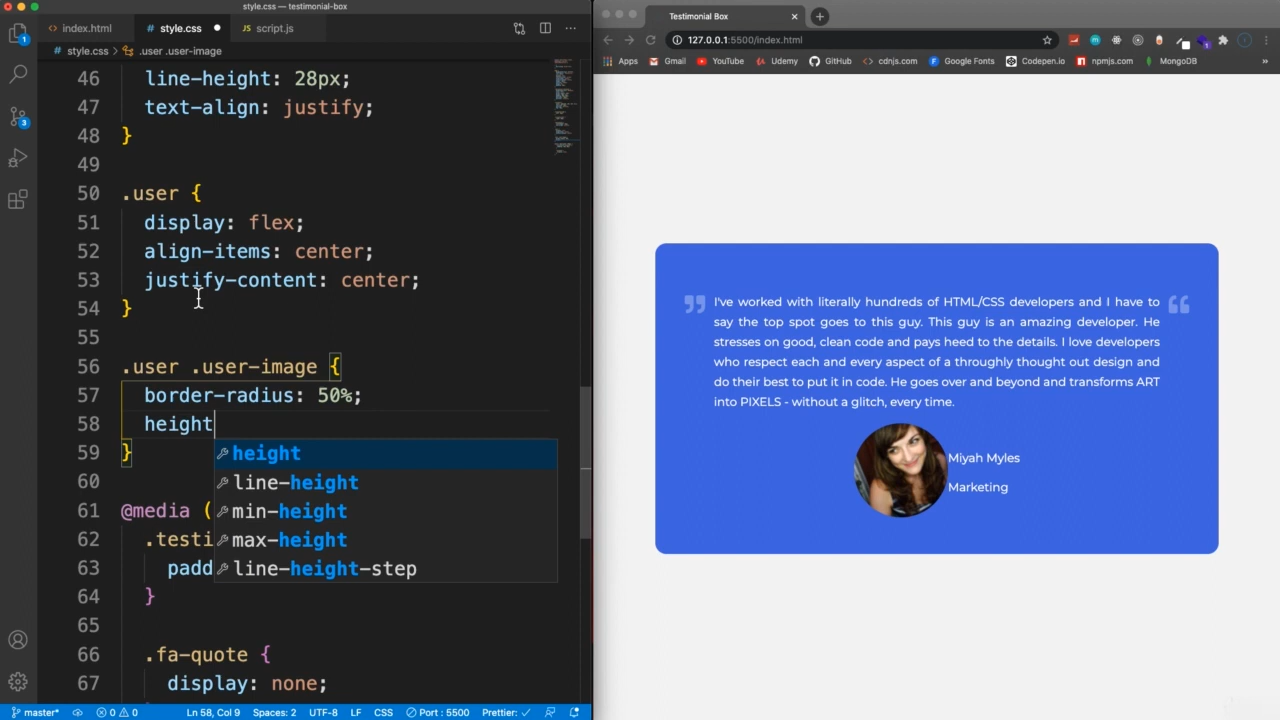 style.css — testimonial-box
index.html
style.css
JS script.js
# style.css > .user .user-image
46 line-height: 28px;
47 text-align: justify;
48 }
49
50 .user {
51 display: flex;
52 align-items: center;
53 justify-content: center;
54 }
55
56 .user .user-image {
57 border-radius: 50%;
58 height
59 }
height
line-height
min-height
max-height
line-height-step
60
61 @media (
62 .testi
63 padd
64 }
65
66 .fa-quote {
67 display: none;
1
3
master*
0 0
Ln 58, Col 9
Spaces: 2
UTF-8
LF
CSS
Port : 5500
Prettier: ✓
Testimonial Box
127.0.0.1:5500/index.html
Apps
Gmail
YouTube
Udemy
GitHub
cdnjs.com
Google Fonts
Codepen.io
npmjs.com
MongoDB
»
I've worked with literally hundreds of HTML/CSS developers and I have to
say the top spot goes to this guy. This guy is an amazing developer. He
stresses on good, clean code and pays heed to the details. I love developers
who respect each and every aspect of a throughly thought out design and
do their best to put it in code. He goes over and beyond and transforms ART
into PIXELS - without a glitch, every time.
Miyah Myles
Marketing